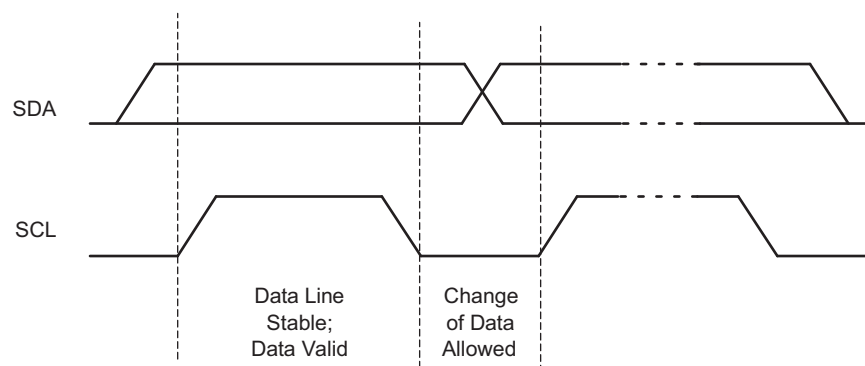 SDA
SCL
Data Line
Stable;
Data Valid
Change
of Data
Allowed